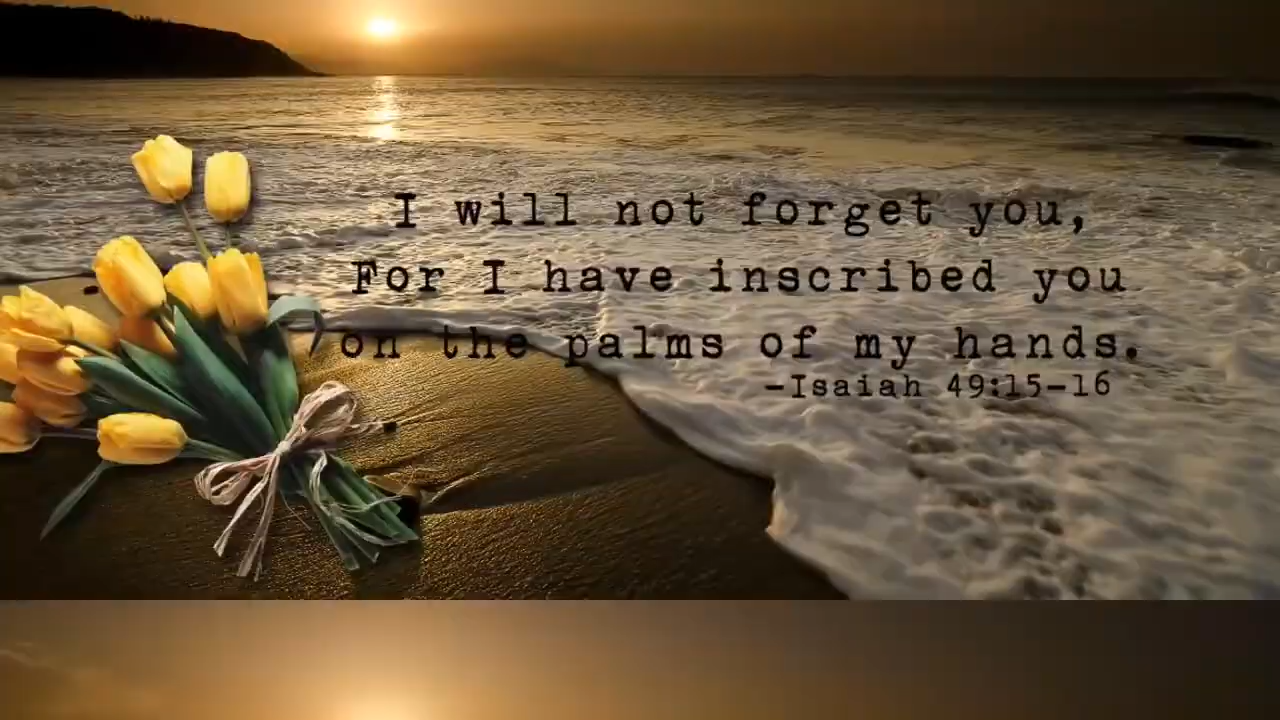 I will not forget you,
For I have inscribed you
on the palms of my hands.
-Isaiah 49:15-16